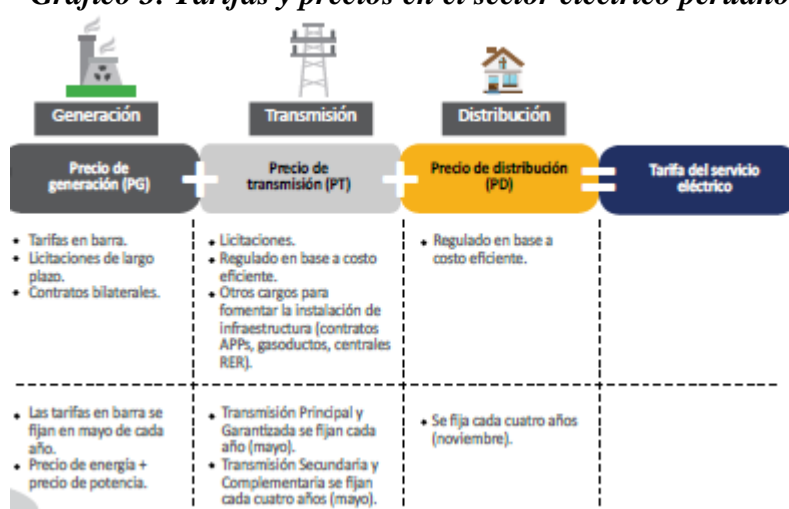 Gráfico 3: Tarifas y precios en el sector eléctrico peruano
Generación
Transmisión
Distribución
Precio de
generación (PG)
+
Precio de
transmisión (PT)
+
Precio de distribución
(PD)
=
Tarifa del servicio
eléctrico
• Tarifas en barra.
• Licitaciones de largo
plazo.
• Contratos bilaterales.
• Licitaciones.
• Regulado en base a costo
eficiente.
• Otros cargos para
fomentar la instalación de
infraestructura (contratos
APPs, gasoductos, centrales
RER).
• Regulado en base a
costo eficiente.
• Las tarifas en barra se
fijan en mayo de cada
año.
• Precio de energía +
precio de potencia.
• Transmisión Principal y
Garantizada se fijan cada
año (mayo).
• Transmisión Secundaria y
Complementaria se fijan
cada cuatro años (mayo).
• Se fija cada cuatro años
(noviembre).